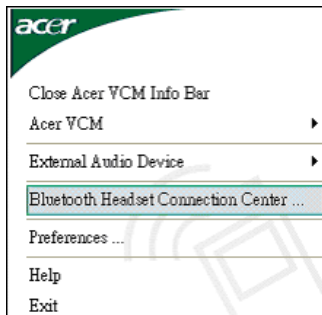 acer
Close Acer VCM Info Bar
Acer VCM
External Audio Device
Bluetooth Headset Connection Center ...
Preferences ...
Help
Exit